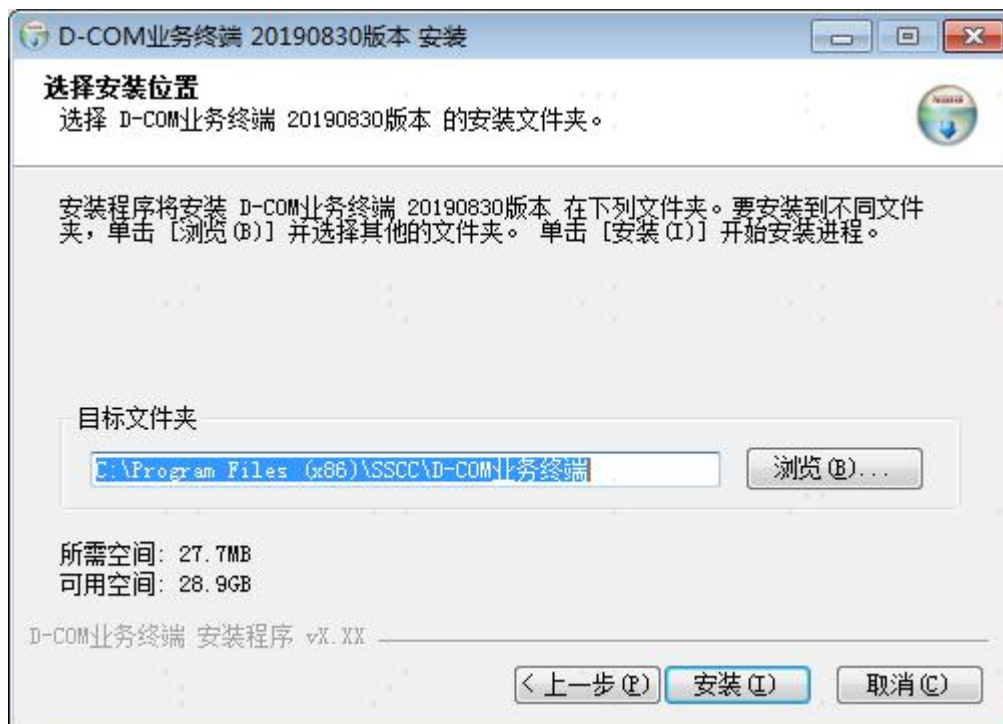 D-COM业务终端 20190830版本 安装
选择安装位置
选择 D-COM业务终端 20190830版本 的安装文件夹。
安装程序将安装 D-COM业务终端 20190830版本 在下列文件夹。要安装到不同文件
夹，单击 [浏览(B)] 并选择其他的文件夹。 单击 [安装(I)] 开始安装进程。
目标文件夹
C:\Program Files (x86)\SSCC\D-COM业务终端
浏览(B)...
所需空间: 27.7MB
可用空间: 28.9GB
D-COM业务终端 安装程序 vX.XX
< 上一步(P)
安装(I)
取消(C)